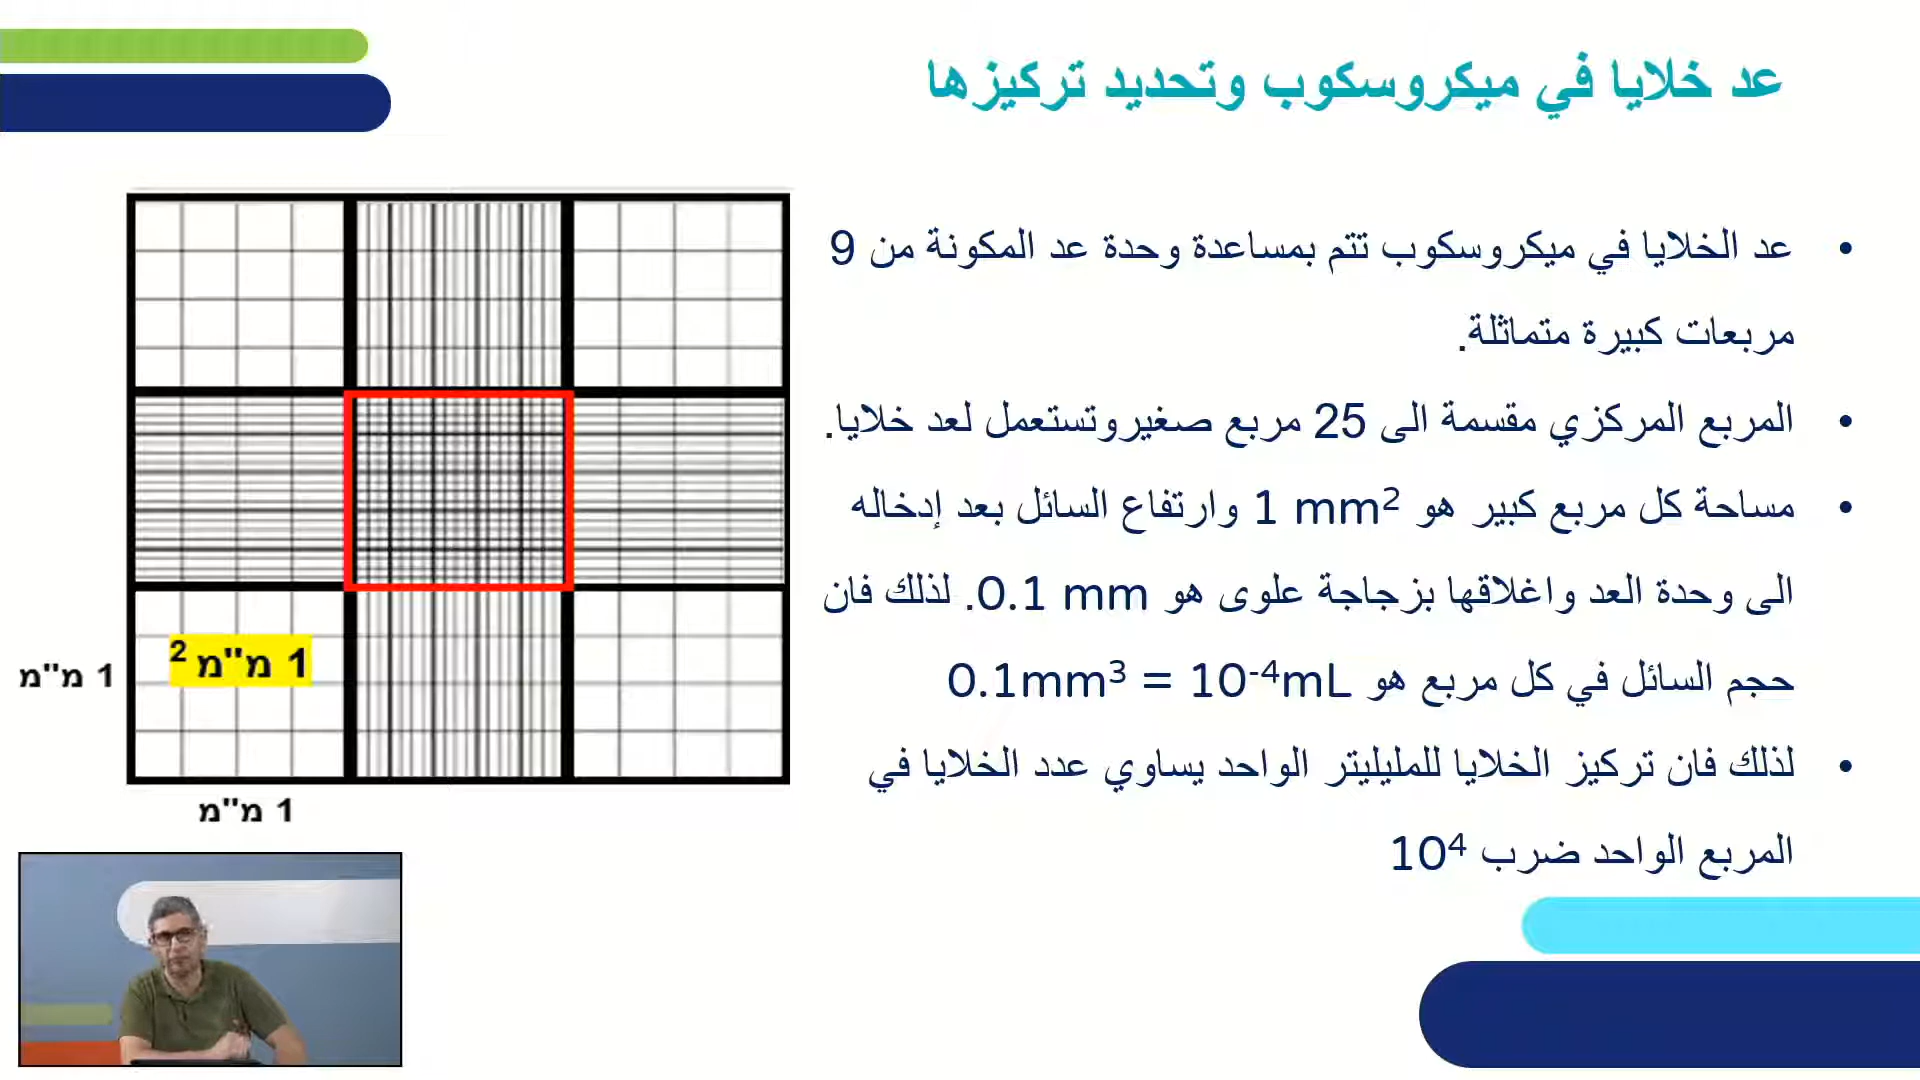 عد خلايا في ميكروسكوب وتحديد تركيزها
• عد الخلايا في ميكروسكوب تتم بمساعدة وحدة عد المكونة من 9
مربعات كبيرة متماثلة.
• المربع المركزي مقسمة الى 25 مربع صغيروتستعمل لعد خلايا.
• مساحة كل مربع كبير هو 1 mm² وارتفاع السائل بعد إدخاله
الى وحدة العد واغلاقها بزجاجة علوى هو 0.1 mm. لذلك فان
حجم السائل في كل مربع هو 0.1mm³ = 10⁻⁴mL
• لذلك فان تركيز الخلايا للمليليتر الواحد يساوي عدد الخلايا في
المربع الواحد ضرب 10⁴
1 מ"מ²
1 מ"מ
1 מ"מ